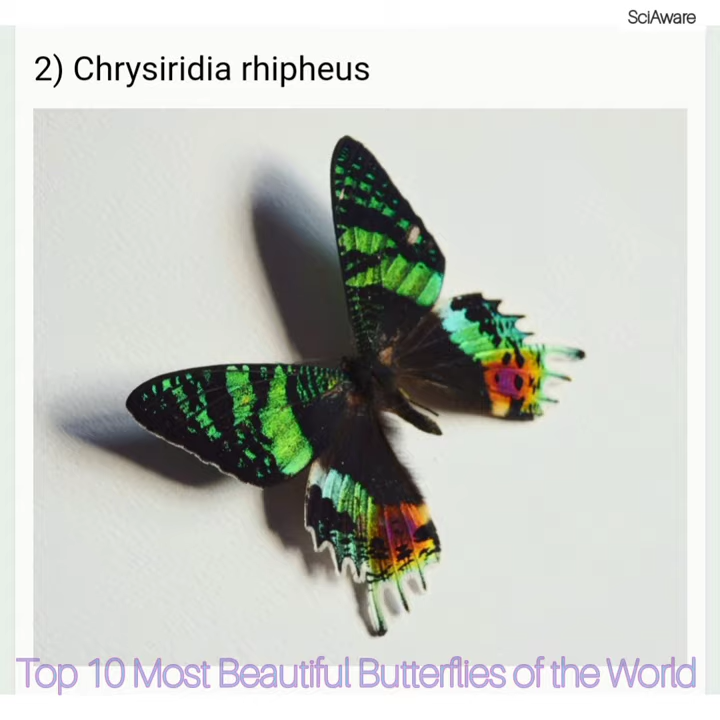 SciAware
2) Chrysiridia rhipheus
Top 10 Most Beautiful Butterflies of the World